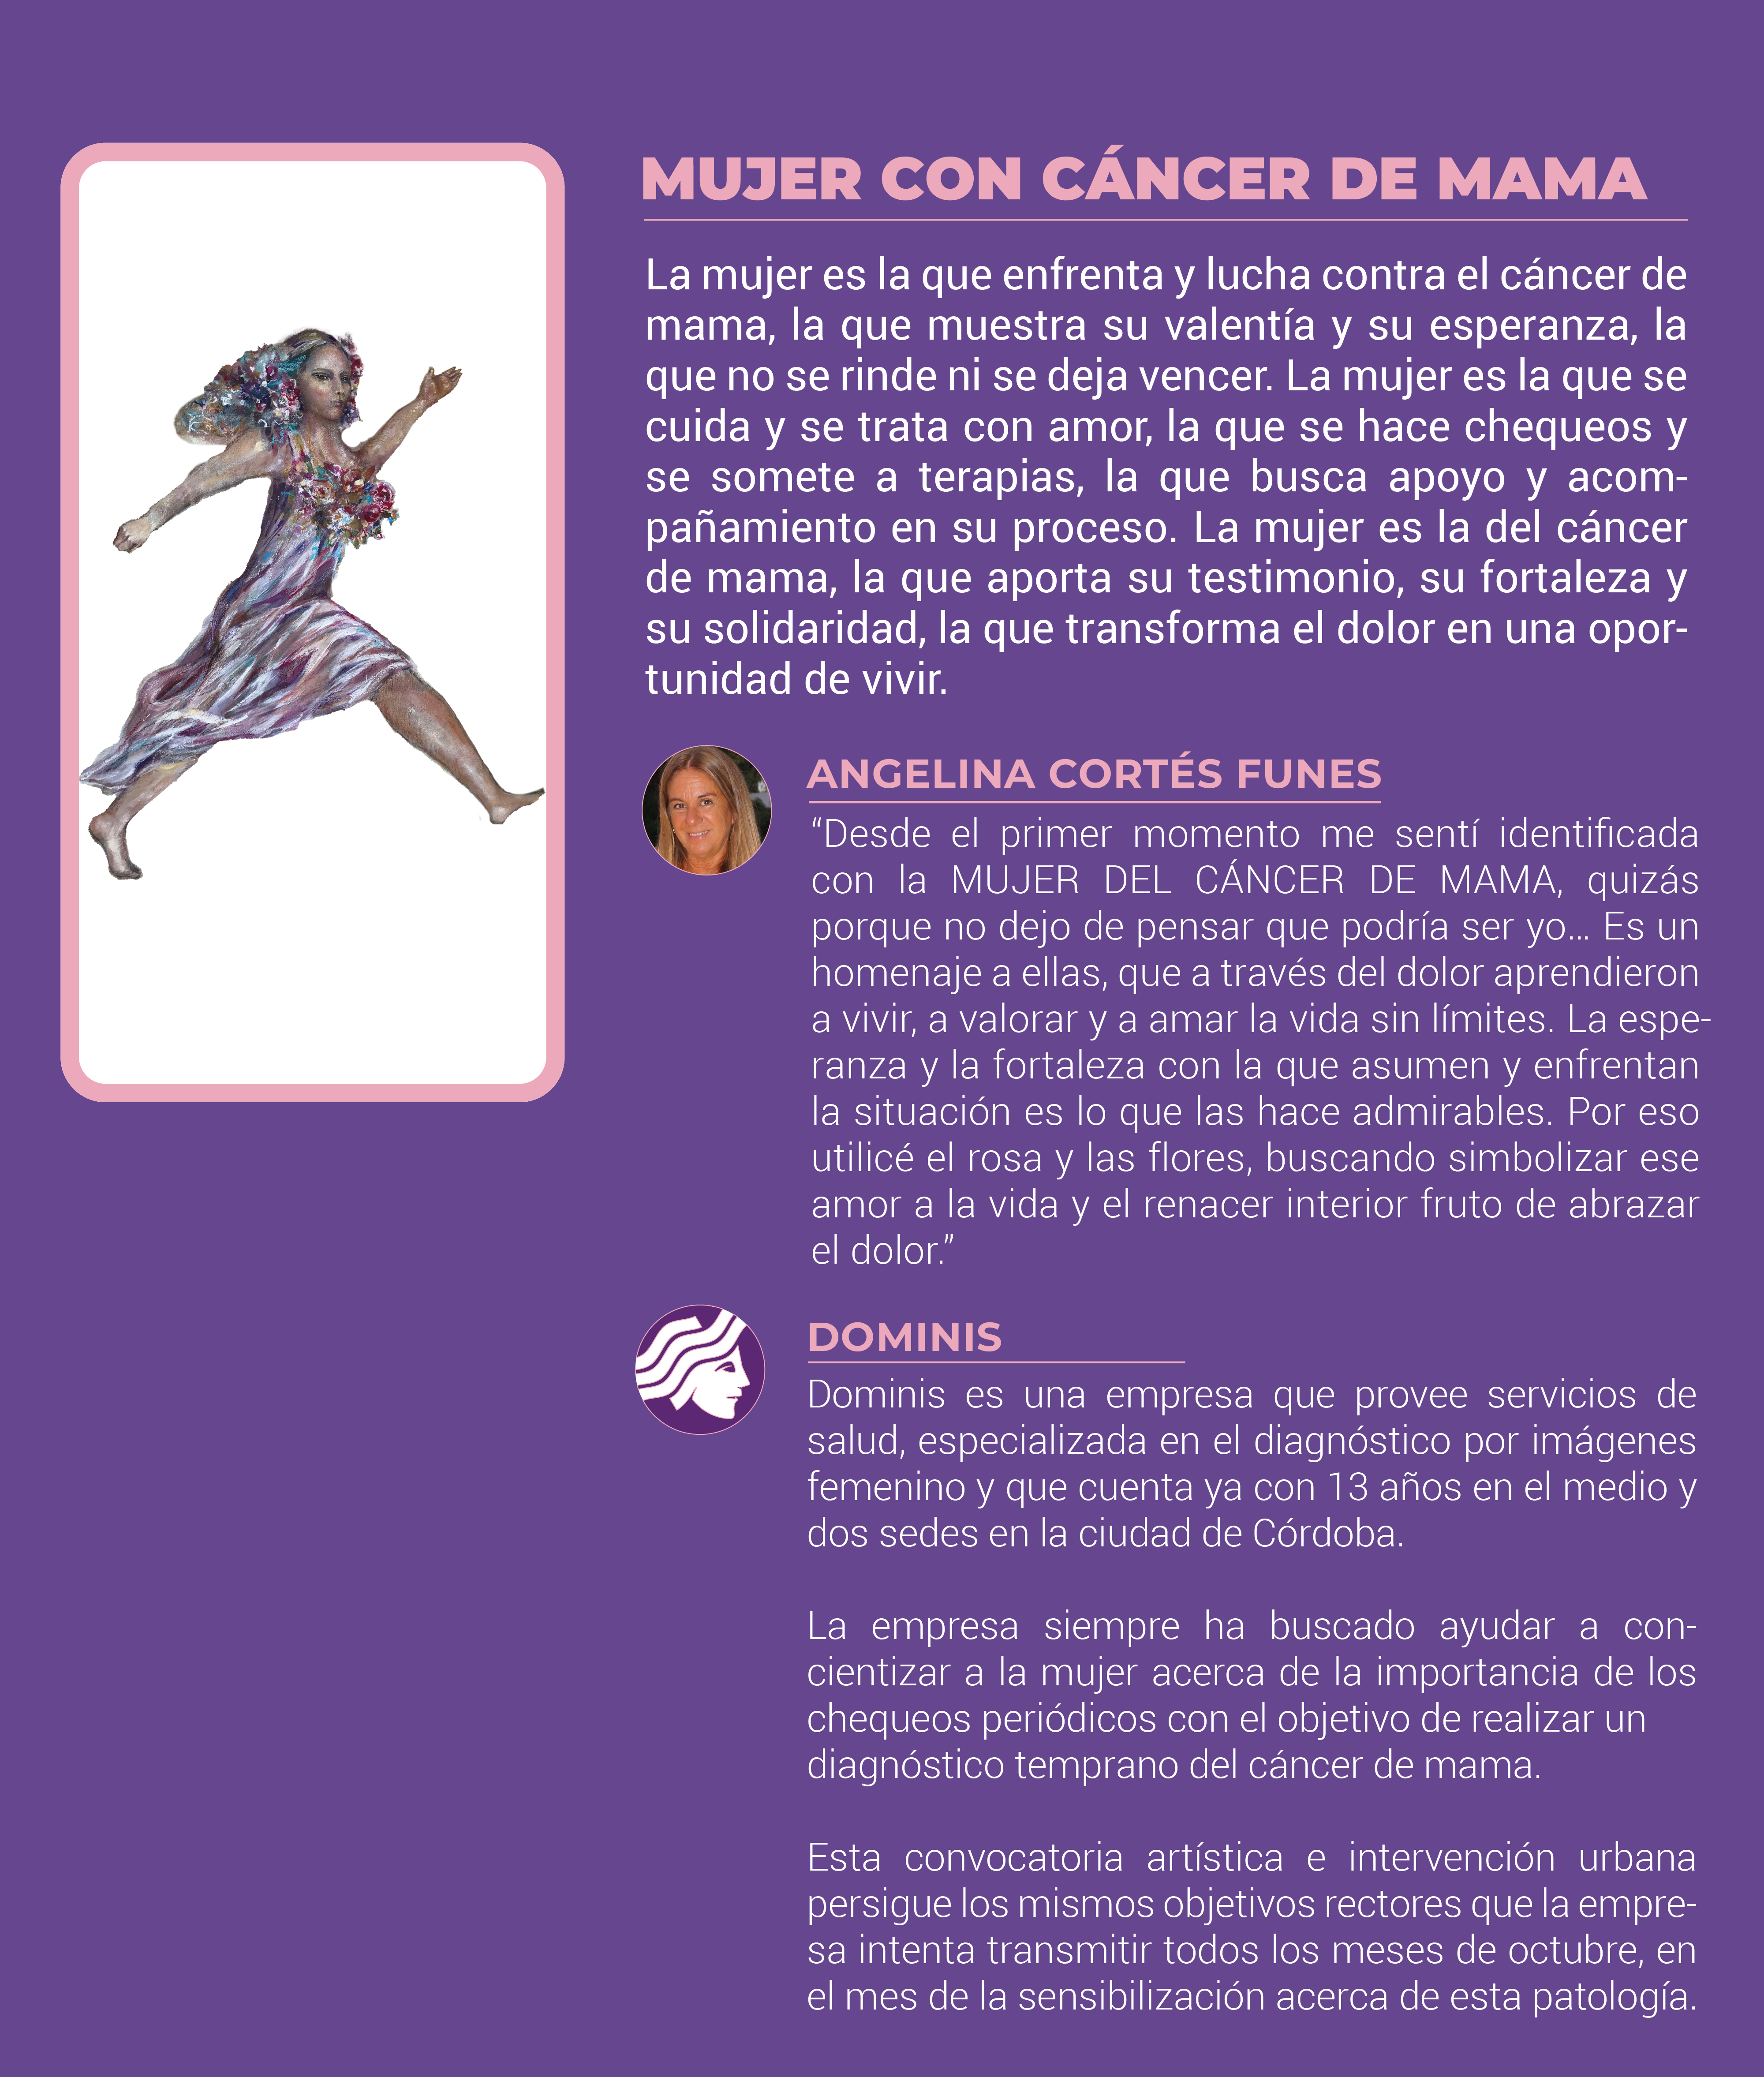 MUJER CON CÁNCER DE MAMA
La mujer es la que enfrenta y lucha contra el cáncer de
mama, la que muestra su valentía y su esperanza, la
que no se rinde ni se deja vencer. La mujer es la que se
cuida y se trata con amor, la que se hace chequeos y
se somete a terapias, la que busca apoyo y acom-
pañamiento en su proceso. La mujer es la del cáncer
de mama, la que aporta su testimonio, su fortaleza y
su solidaridad, la que transforma el dolor en una opor-
tunidad de vivir.
ANGELINA CORTÉS FUNES
“Desde el primer momento me sentí identificada
con la MUJER DEL CÁNCER DE MAMA, quizás
porque no dejo de pensar que podría ser yo... Es un
homenaje a ellas, que a través del dolor aprendieron
a vivir, a valorar y a amar la vida sin límites. La espe-
ranza y la fortaleza con la que asumen y enfrentan
la situación es lo que las hace admirables. Por eso
utilicé el rosa y las flores, buscando simbolizar ese
amor a la vida y el renacer interior fruto de abrazar
el dolor.”
DOMINIS
Dominis es una empresa que provee servicios de
salud, especializada en el diagnóstico por imágenes
femenino y que cuenta ya con 13 años en el medio y
dos sedes en la ciudad de Córdoba.
La empresa siempre ha buscado ayudar a con-
cientizar a la mujer acerca de la importancia de los
chequeos periódicos con el objetivo de realizar un
diagnóstico temprano del cáncer de mama.
Esta convocatoria artística e intervención urbana
persigue los mismos objetivos rectores que la empre-
sa intenta transmitir todos los meses de octubre, en
el mes de la sensibilización acerca de esta patología.